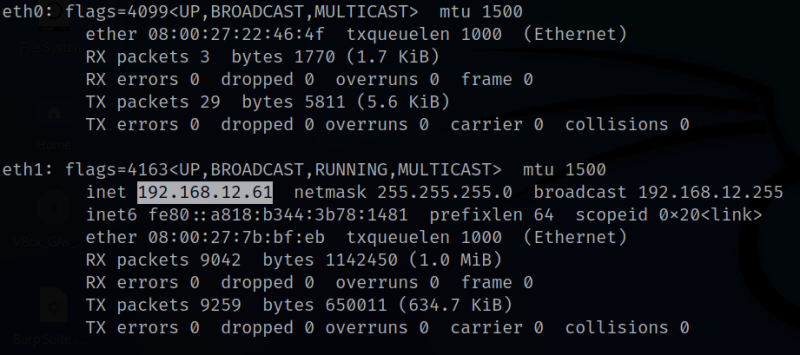 eth0: flags=4099<UP,BROADCAST,MULTICAST>  mtu 1500
ether 08:00:27:22:46:4f  txqueuelen 1000  (Ethernet)
RX packets 3  bytes 1770 (1.7 KiB)
RX errors 0  dropped 0  overruns 0  frame 0
TX packets 29  bytes 5811 (5.6 KiB)
TX errors 0  dropped 0 overruns 0  carrier 0  collisions 0
eth1: flags=4163<UP,BROADCAST,RUNNING,MULTICAST>  mtu 1500
inet 192.168.12.61  netmask 255.255.255.0  broadcast 192.168.12.255
inet6 fe80::a818:b344:3b78:1481  prefixlen 64  scopeid 0×20<link>
ether 08:00:27:7b:bf:eb  txqueuelen 1000  (Ethernet)
RX packets 9042  bytes 1142450 (1.0 MiB)
RX errors 0  dropped 0  overruns 0  frame 0
TX packets 9259  bytes 650011 (634.7 KiB)
TX errors 0  dropped 0 overruns 0  carrier 0  collisions 0
File System
Home